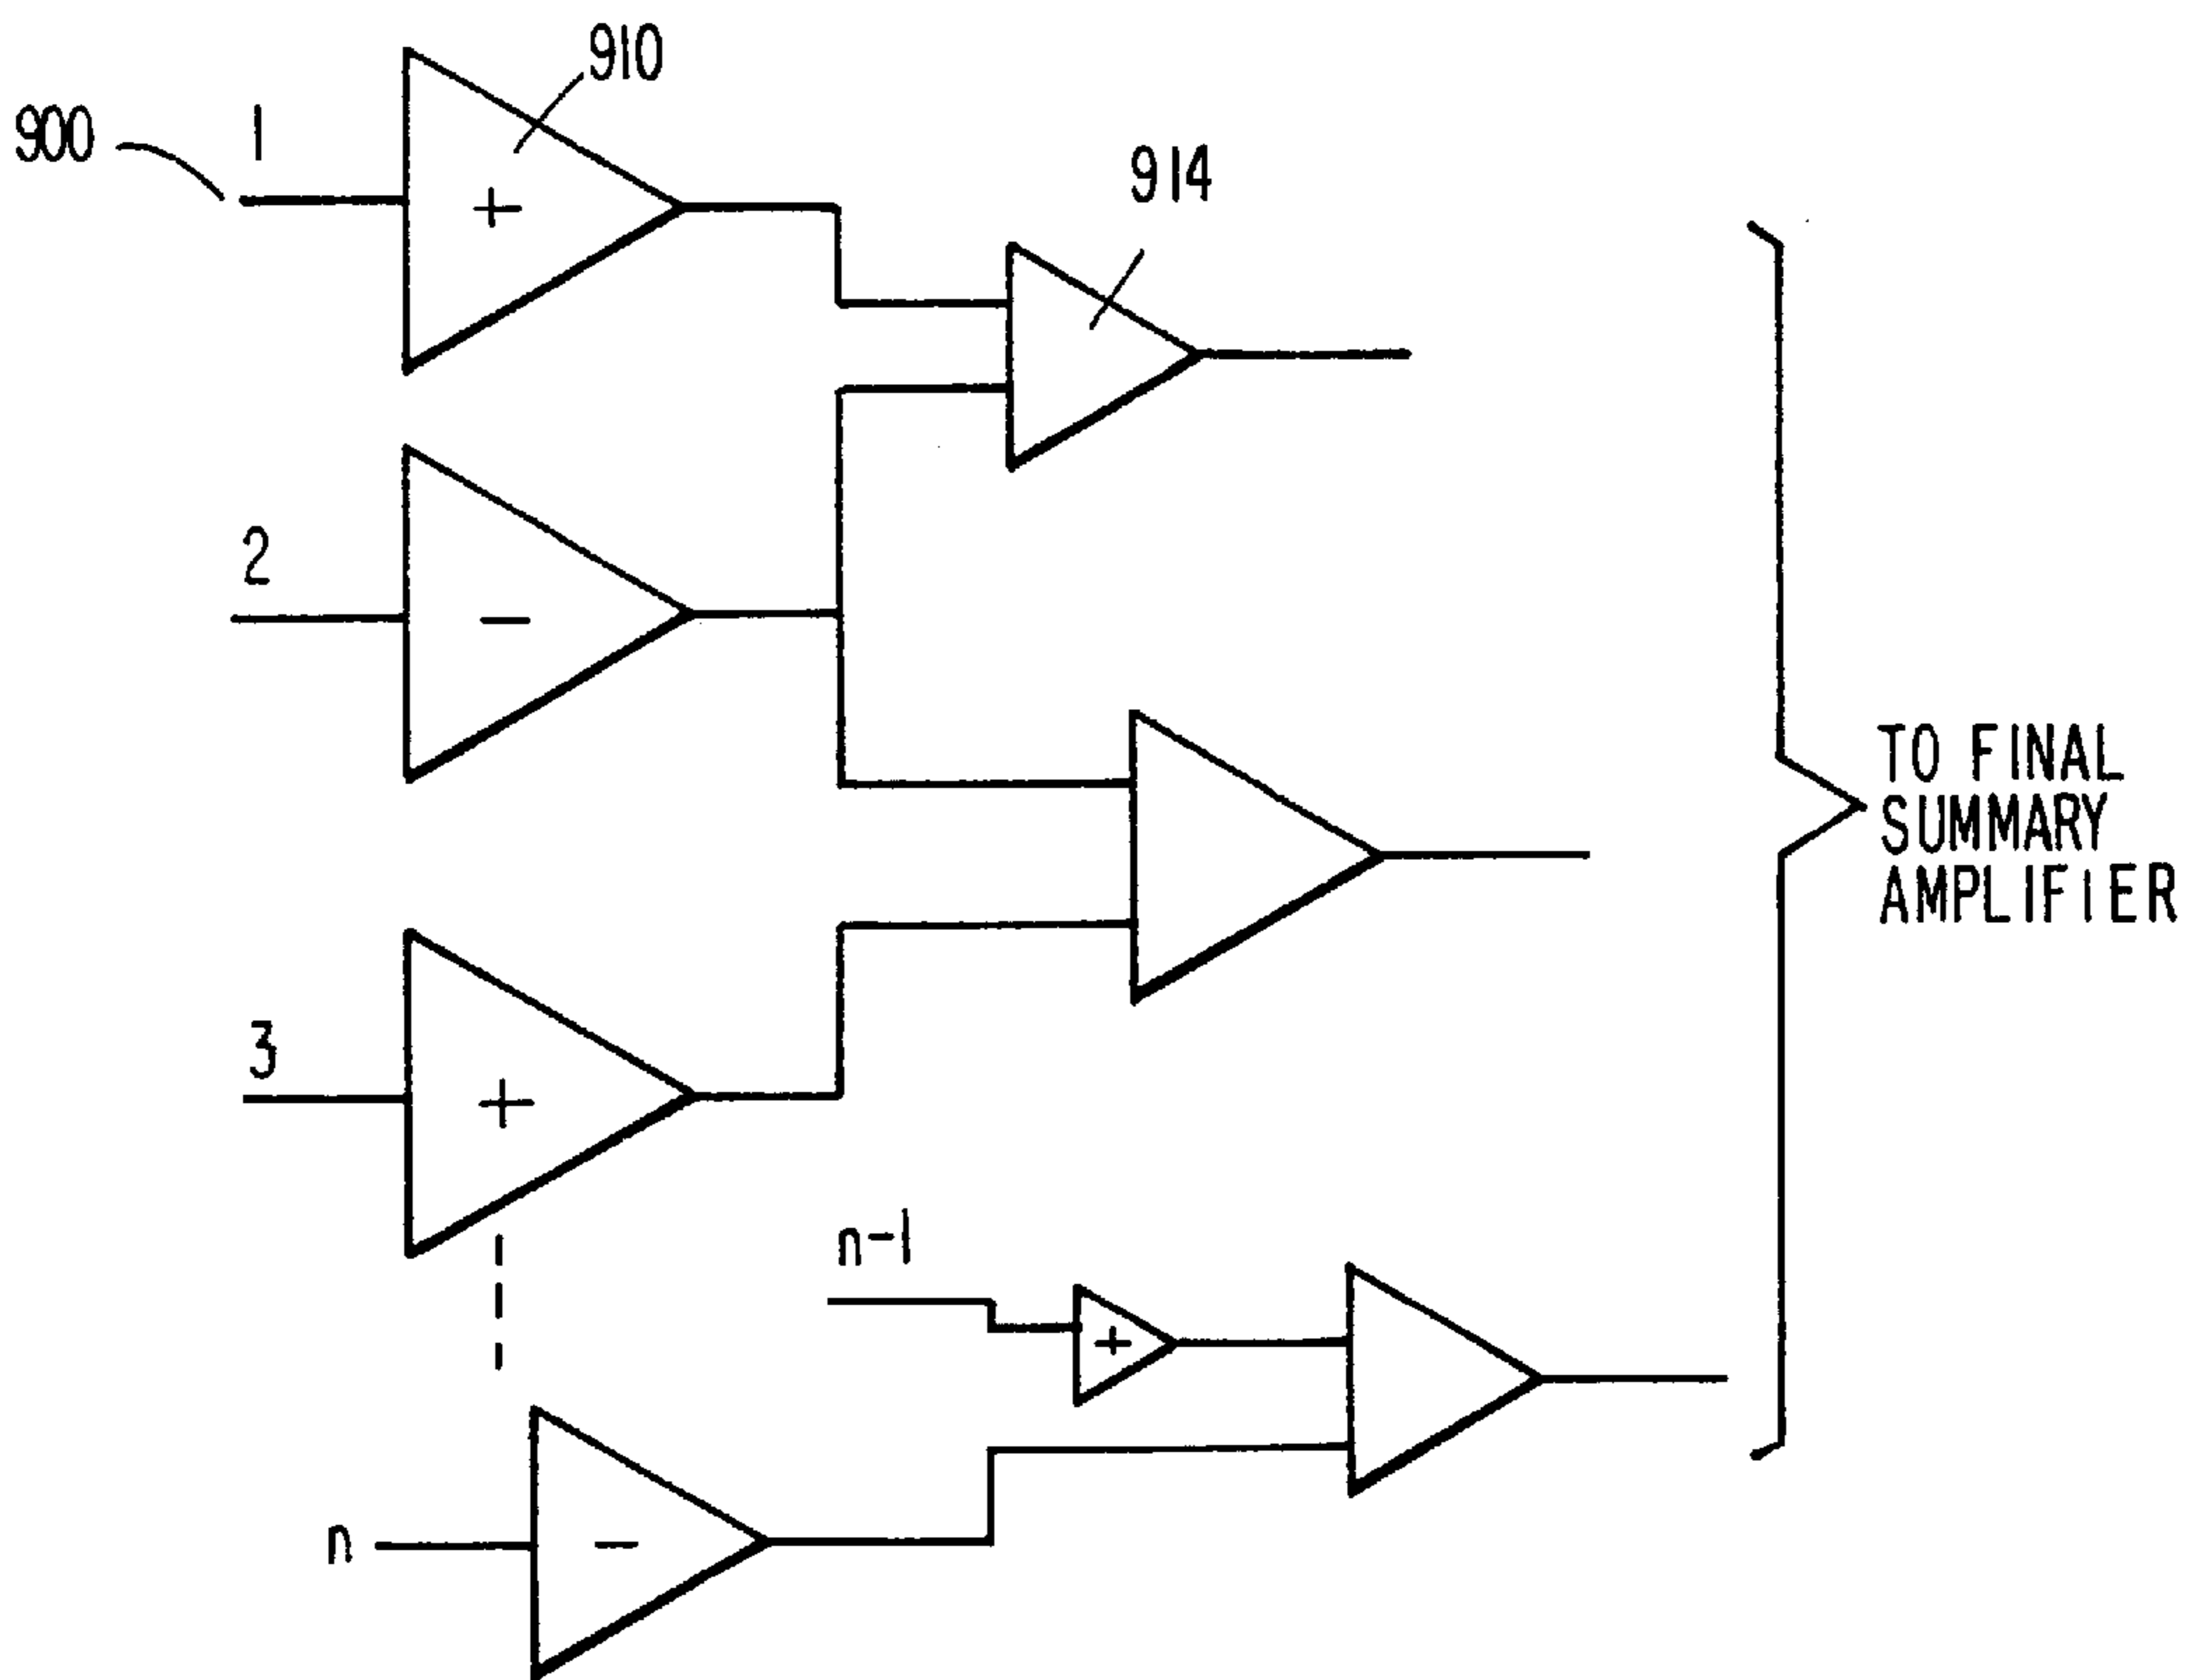 910
900
1
+
914
2
-
TO FINAL
SUMMARY
AMPLIFIER
3
+
n-1
+
n
-